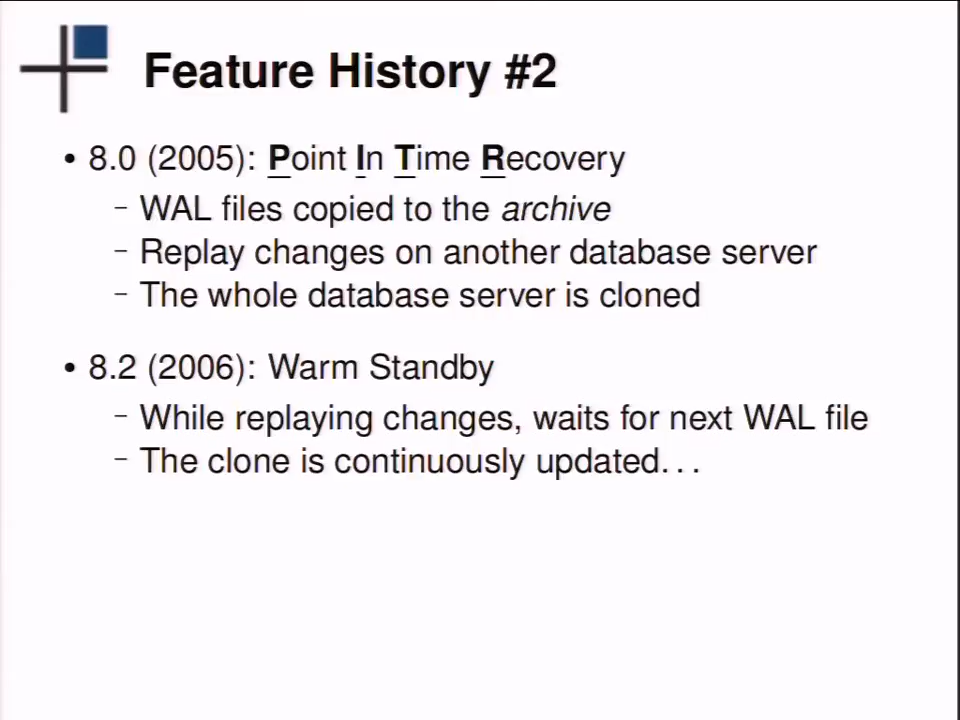 Feature History #2
• 8.0 (2005): Point In Time Recovery
– WAL files copied to the archive
– Replay changes on another database server
– The whole database server is cloned
• 8.2 (2006): Warm Standby
– While replaying changes, waits for next WAL file
– The clone is continuously updated...